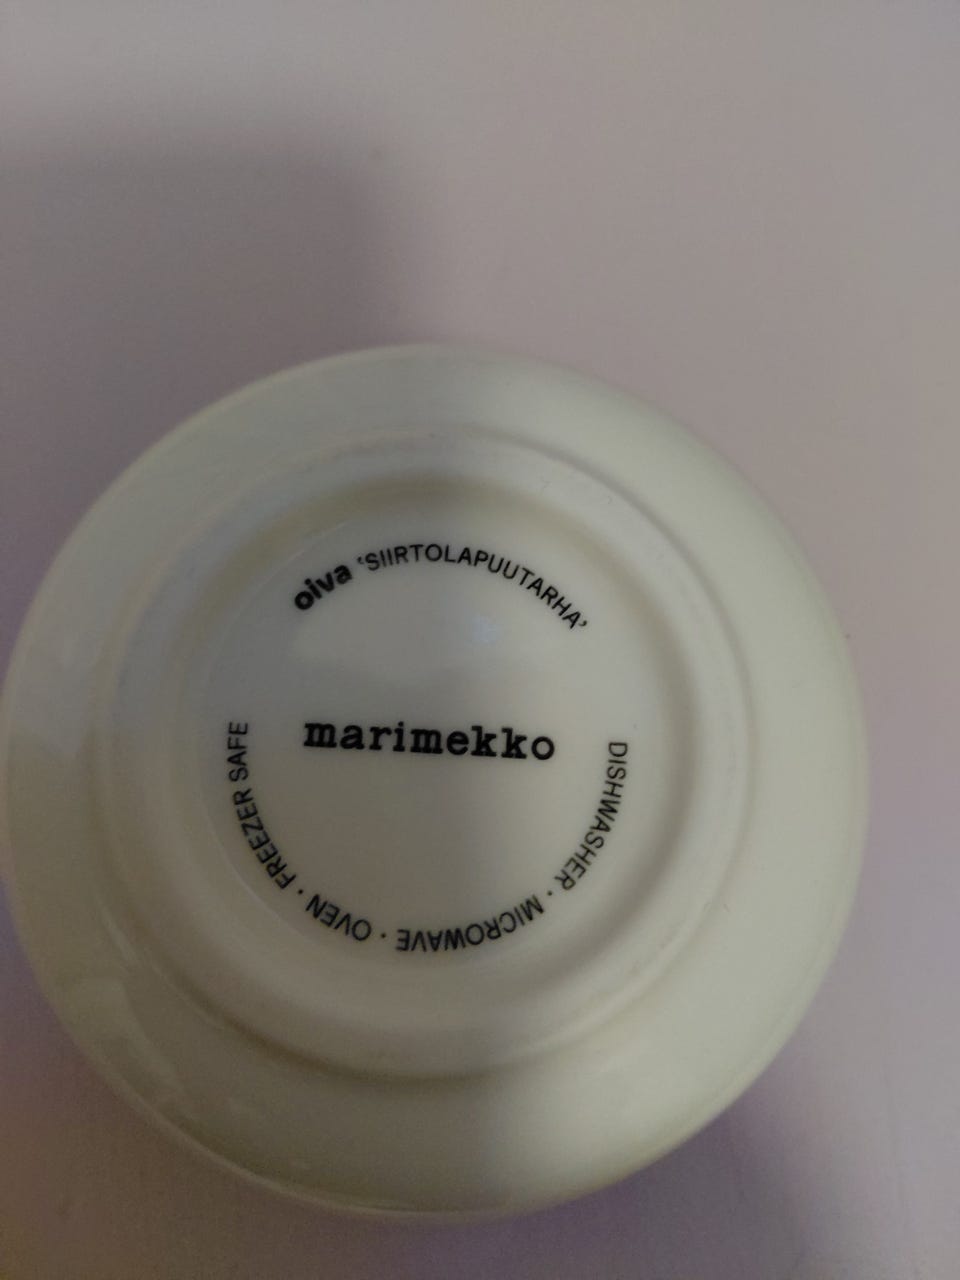 oiva ‘SIIRTOLAPUUTARHA’
marimekko
DISHWASHER · MICROWAVE · OVEN · FREEZER SAFE